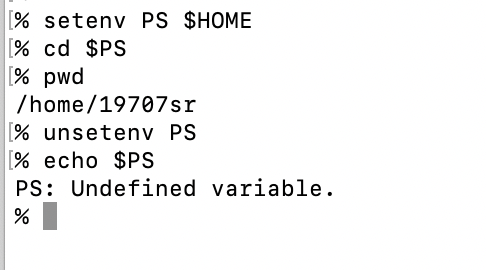 [% setenv PS $HOME
[% cd $PS
[% pwd
/home/19707sr
[% unsetenv PS
[% echo $PS
PS: Undefined variable.
%